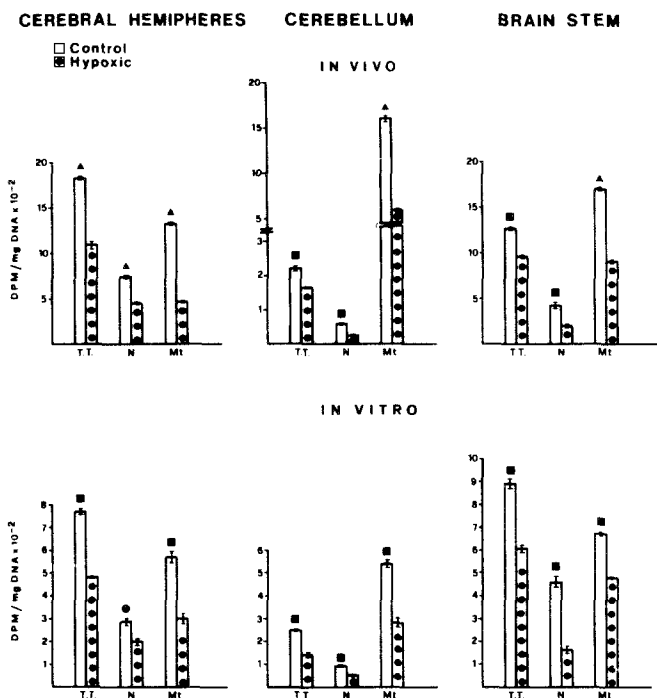 CEREBRAL HEMIPHERES
CEREBELLUM
BRAIN STEM
Control
Hypoxic
IN VIVO
DPM/mg DNA x 10⁻²
20
15
10
5
T.T. N Mt
20
15
10
5
3
2
1
T.T. N Mt
20
15
10
5
T.T. N Mt
IN VITRO
DPM/mg DNA x 10⁻²
8
7
6
5
4
3
2
1
T.T. N Mt
6
5
4
3
2
1
T.T. N Mt
10
9
8
7
6
5
4
3
2
1
T.T. N Mt